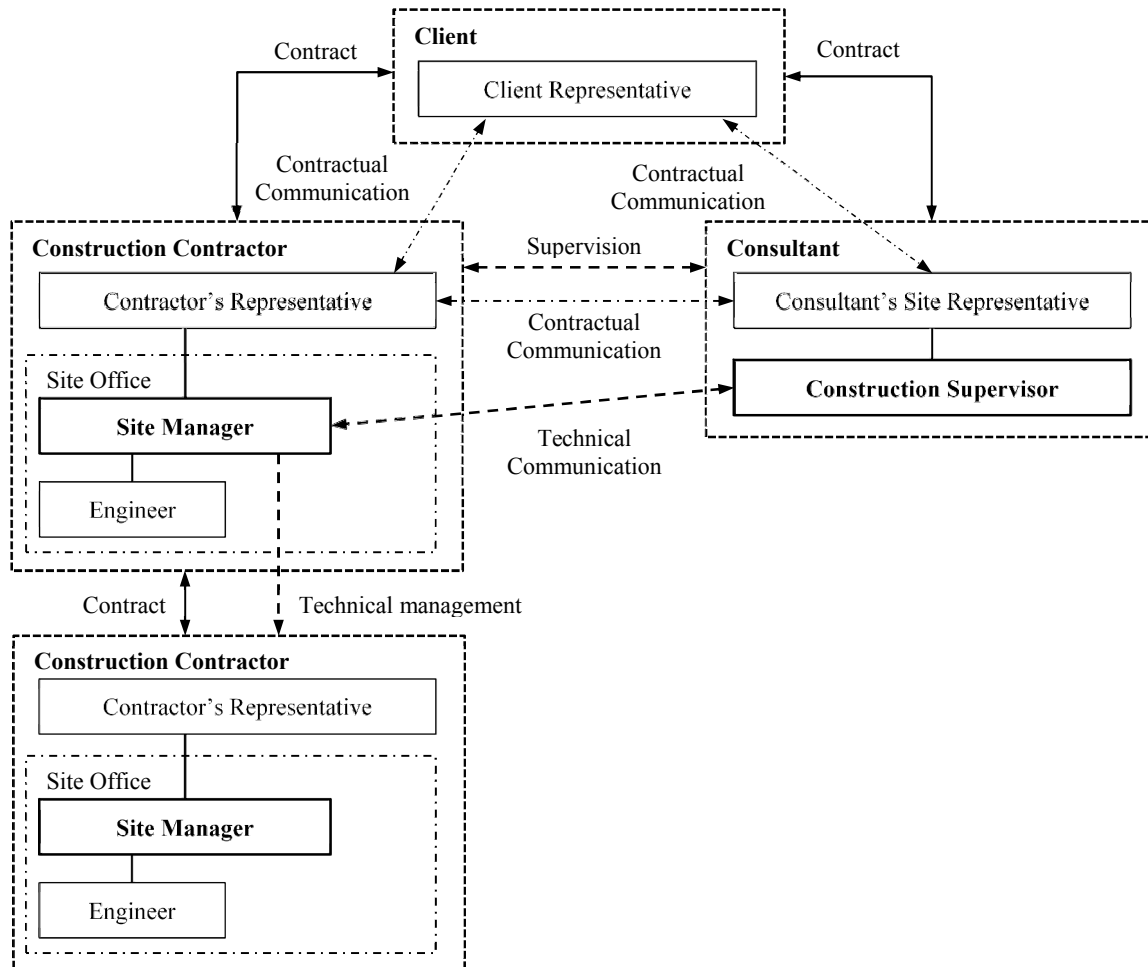 Client
Contract
Contract
Client Representative
Contractual
Communication
Contractual
Communication
Construction Contractor
Supervision
Consultant
Contractor's Representative
Consultant's Site Representative
Contractual
Communication
Site Office
Construction Supervisor
Site Manager
Technical
Communication
Engineer
Contract
Technical management
Construction Contractor
Contractor's Representative
Site Office
Site Manager
Engineer